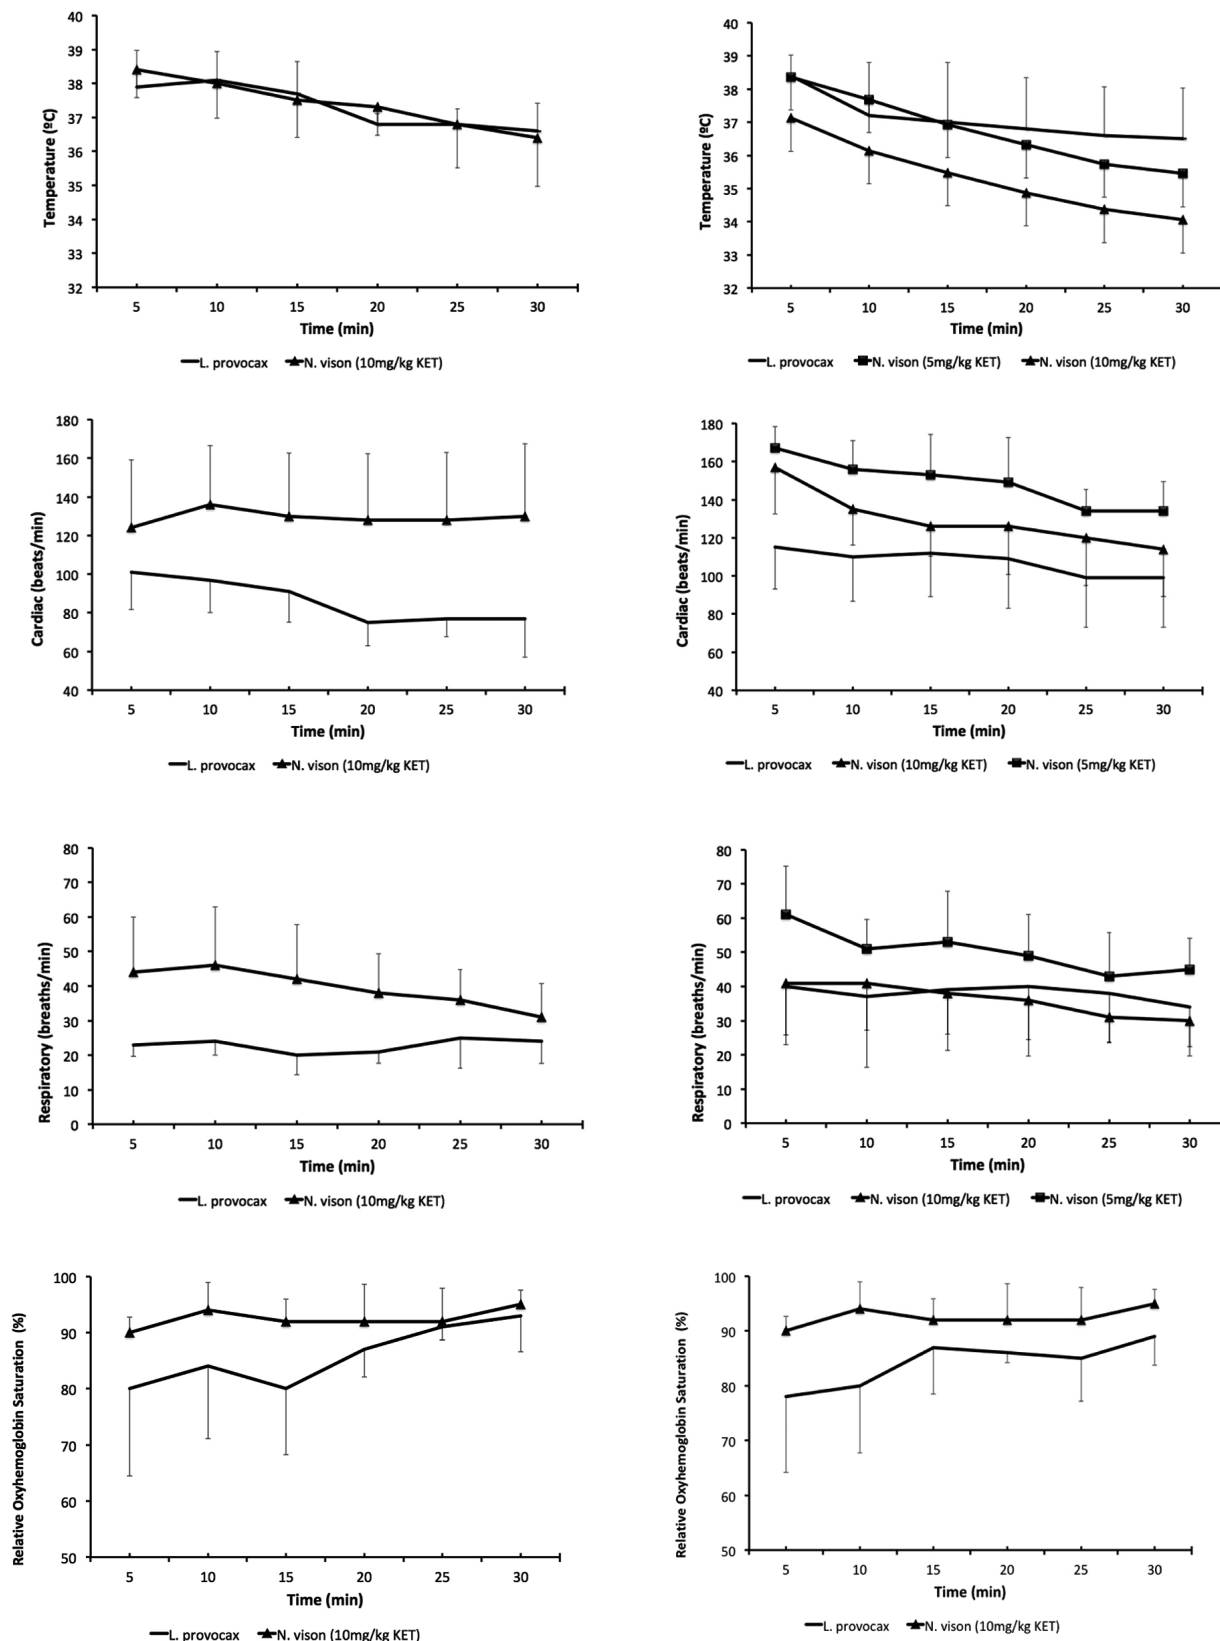 40
39
38
37
36
35
34
33
32
Temperature (ºC)
5 10 15 20 25 30
Time (min)
L. provocax N. vison (10mg/kg KET)
40
39
38
37
36
35
34
33
32
Temperature (ºC)
5 10 15 20 25 30
Time (min)
L. provocax N. vison (5mg/kg KET) N. vison (10mg/kg KET)
180
160
140
120
100
80
60
40
Cardiac (beats/min)
5 10 15 20 25 30
Time (min)
L. provocax N. vison (10mg/kg KET)
180
160
140
120
100
80
60
40
Cardiac (beats/min)
5 10 15 20 25 30
Time (min)
L. provocax N. vison (10mg/kg KET) N. vison (5mg/kg KET)
80
70
60
50
40
30
20
10
0
Respiratory (breaths/min)
5 10 15 20 25 30
Time (min)
L. provocax N. vison (10mg/kg KET)
80
70
60
50
40
30
20
10
0
Respiratory (breaths/min)
5 10 15 20 25 30
Time (min)
L. provocax N. vison (10mg/kg KET) N. vison (5mg/kg KET)
100
90
80
70
60
50
Relative Oxyhemoglobin Saturation (%)
5 10 15 20 25 30
Time (min)
L. provocax N. vison (10mg/kg KET)
100
90
80
70
60
50
Relative Oxyhemoglobin Saturation (%)
5 10 15 20 25 30
Time (min)
L. provocax N. vison (10mg/kg KET)